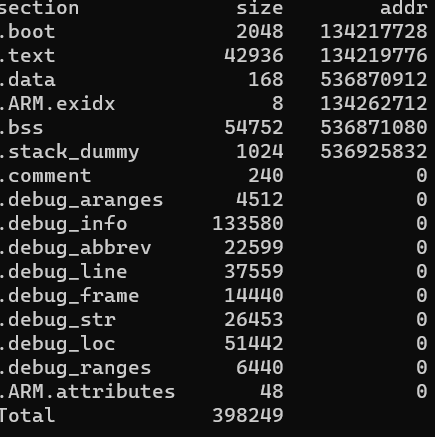 section size addr
.boot 2048 134217728
.text 42936 134219776
.data 168 536870912
.ARM.exidx 8 134262712
.bss 54752 536871080
.stack_dummy 1024 536925832
.comment 240 0
.debug_aranges 4512 0
.debug_info 133580 0
.debug_abbrev 22599 0
.debug_line 37559 0
.debug_frame 14440 0
.debug_str 26453 0
.debug_loc 51442 0
.debug_ranges 6440 0
.ARM.attributes 48 0
Total 398249